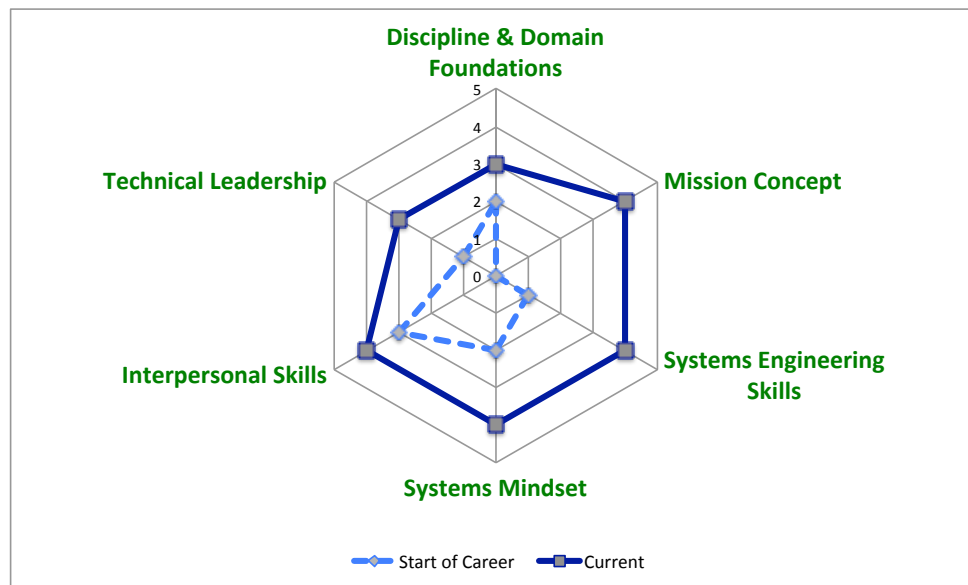 Discipline & Domain
Foundations
5
4
3
2
1
0
Technical Leadership
Mission Concept
Interpersonal Skills
Systems Engineering
Skills
Systems Mindset
Start of Career
Current